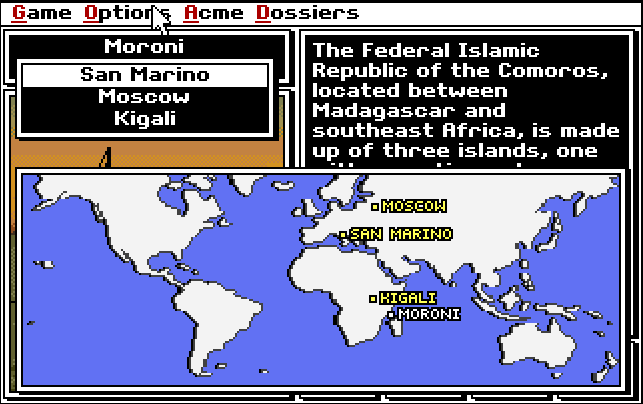 Game Options Acme Dossiers
Moroni
San Marino
Moscow
Kigali
The Federal Islamic
Republic of the Comoros,
located between
Madagascar and
southeast Africa, is made
up of three islands, one
MOSCOW
SAN MARINO
KIGALI
MORONI